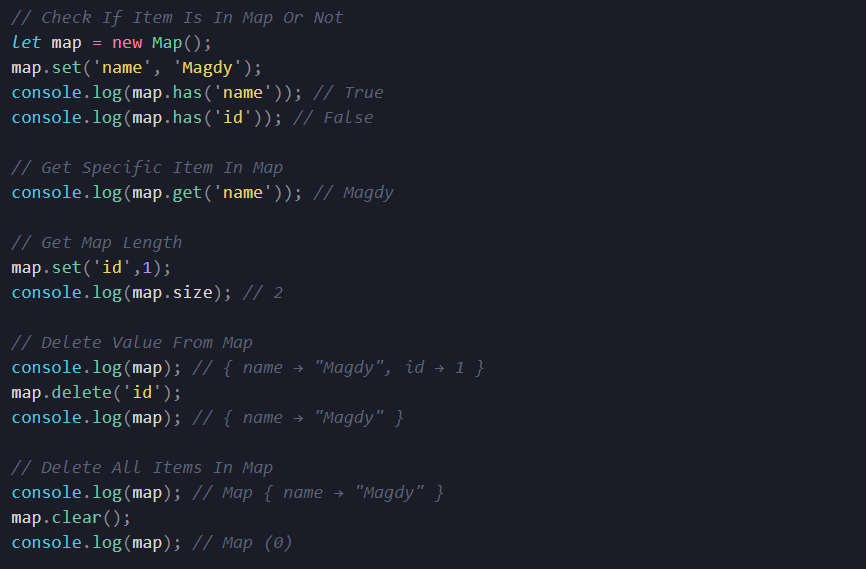 // Check If Item Is In Map Or Not
let map = new Map();
map.set('name', 'Magdy');
console.log(map.has('name')); // True
console.log(map.has('id')); // False
// Get Specific Item In Map
console.log(map.get('name')); // Magdy
// Get Map Length
map.set('id',1);
console.log(map.size); // 2
// Delete Value From Map
console.log(map); // { name → "Magdy", id → 1 }
map.delete('id');
console.log(map); // { name → "Magdy" }
// Delete All Items In Map
console.log(map); // Map { name → "Magdy" }
map.clear();
console.log(map); // Map (0)